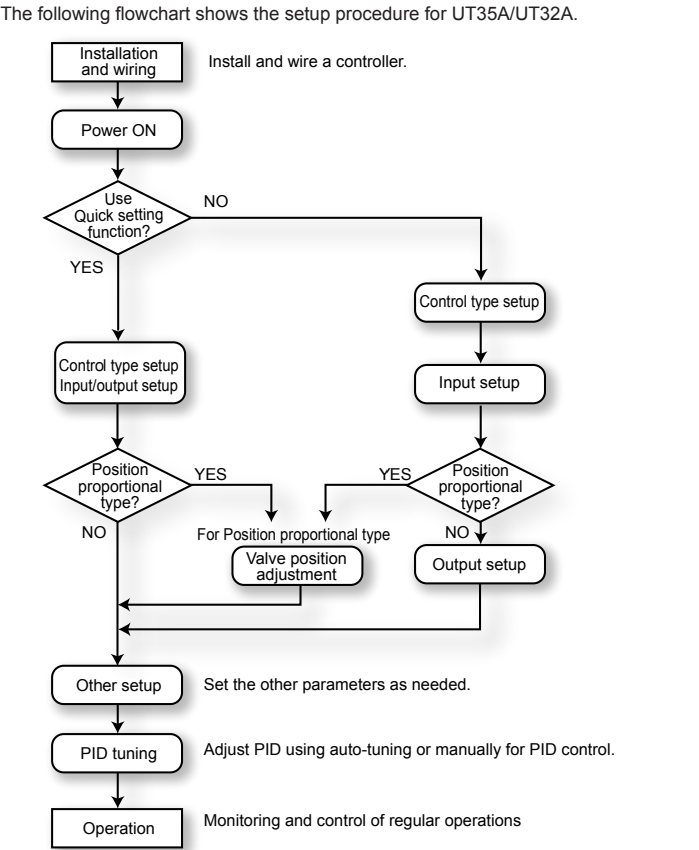 The following flowchart shows the setup procedure for UT35A/UT32A.
Installation
and wiring
Install and wire a controller.
Power ON
Use
Quick setting
function?
NO
YES
Control type setup
Control type setup
Input/output setup
Input setup
Position
proportional
type?
YES
NO
YES
Position
proportional
type?
NO
For Position proportional type
Valve position
adjustment
Output setup
Other setup
Set the other parameters as needed.
PID tuning
Adjust PID using auto-tuning or manually for PID control.
Operation
Monitoring and control of regular operations